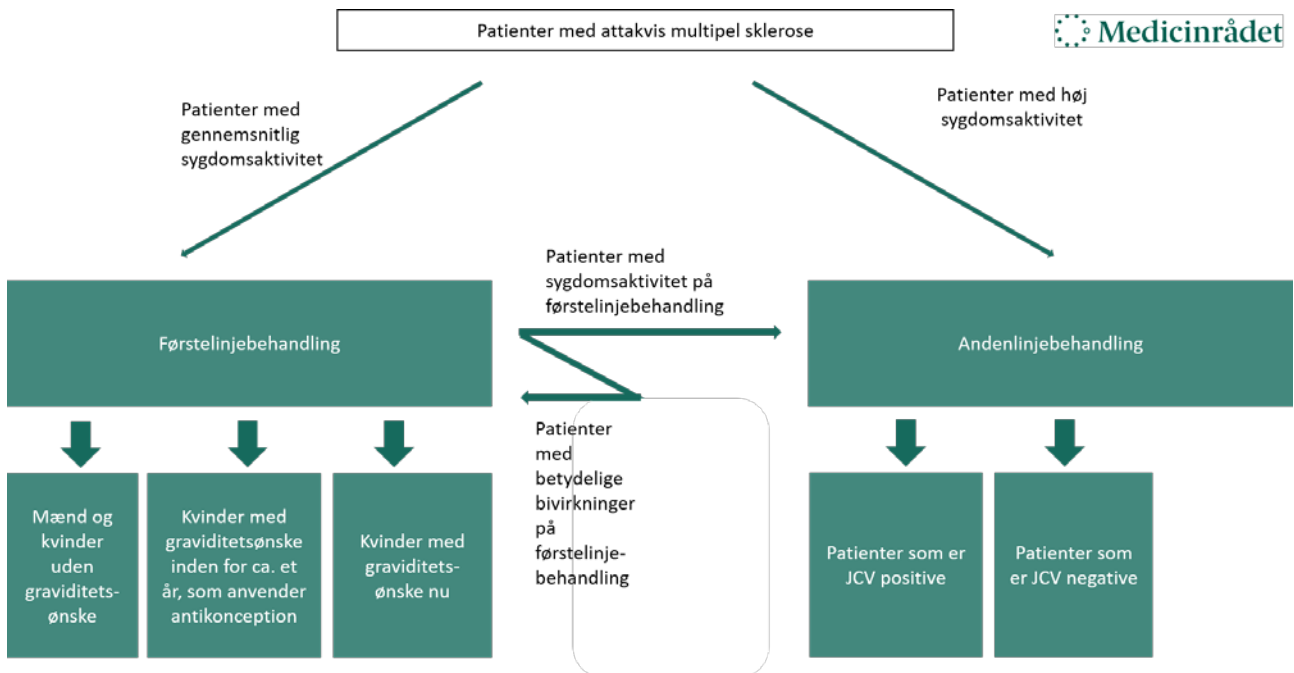 Patienter med attakvis multipel sklerose
Medicinrådet
Patienter med
gennemsnitlig
sygdomsaktivitet
Patienter med høj
sygdomsaktivitet
Patienter med
sygdomsaktivitet på
førstelinjebehandling
Førstelinjebehandling
Andenlinjebehandling
Patienter
med
betydelige
bivirkninger
på
førstelinje-
behandling
Mænd og
kvinder
uden
graviditets-
ønske
Kvinder med
graviditetsønske
inden for ca. et
år, som anvender
antikonception
Kvinder med
graviditets-
ønske nu
Patienter som er
JCV positive
Patienter som
er JCV negative